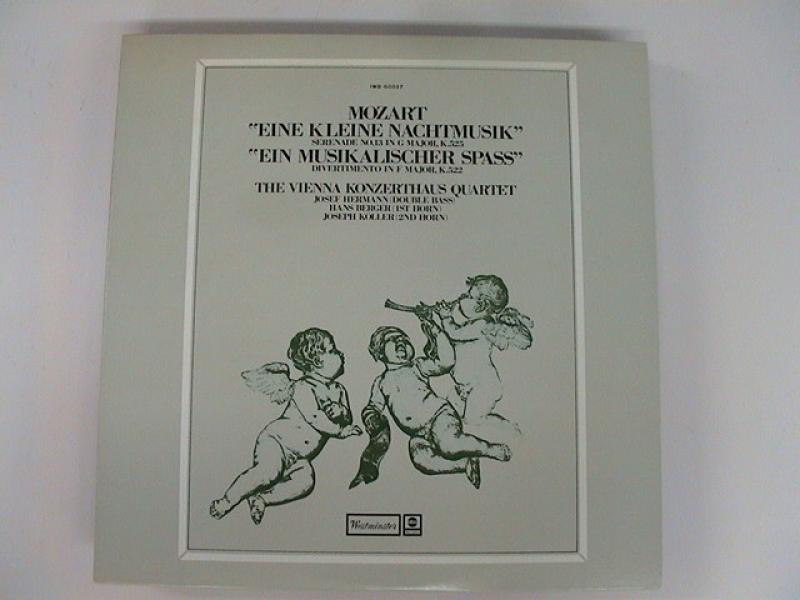 IWB-60037
MOZART
"EINE KLEINE NACHTMUSIK"
SERENADE NO.13 IN G MAJOR, K.525
"EIN MUSIKALISCHER SPASS"
DIVERTIMENTO IN F MAJOR, K.522
THE VIENNA KONZERTHAUS QUARTET
JOSEF HERMANN (DOUBLE BASS)
HANS BERGER (1ST HORN)
JOSEPH KOLLER (2ND HORN)
Westminster